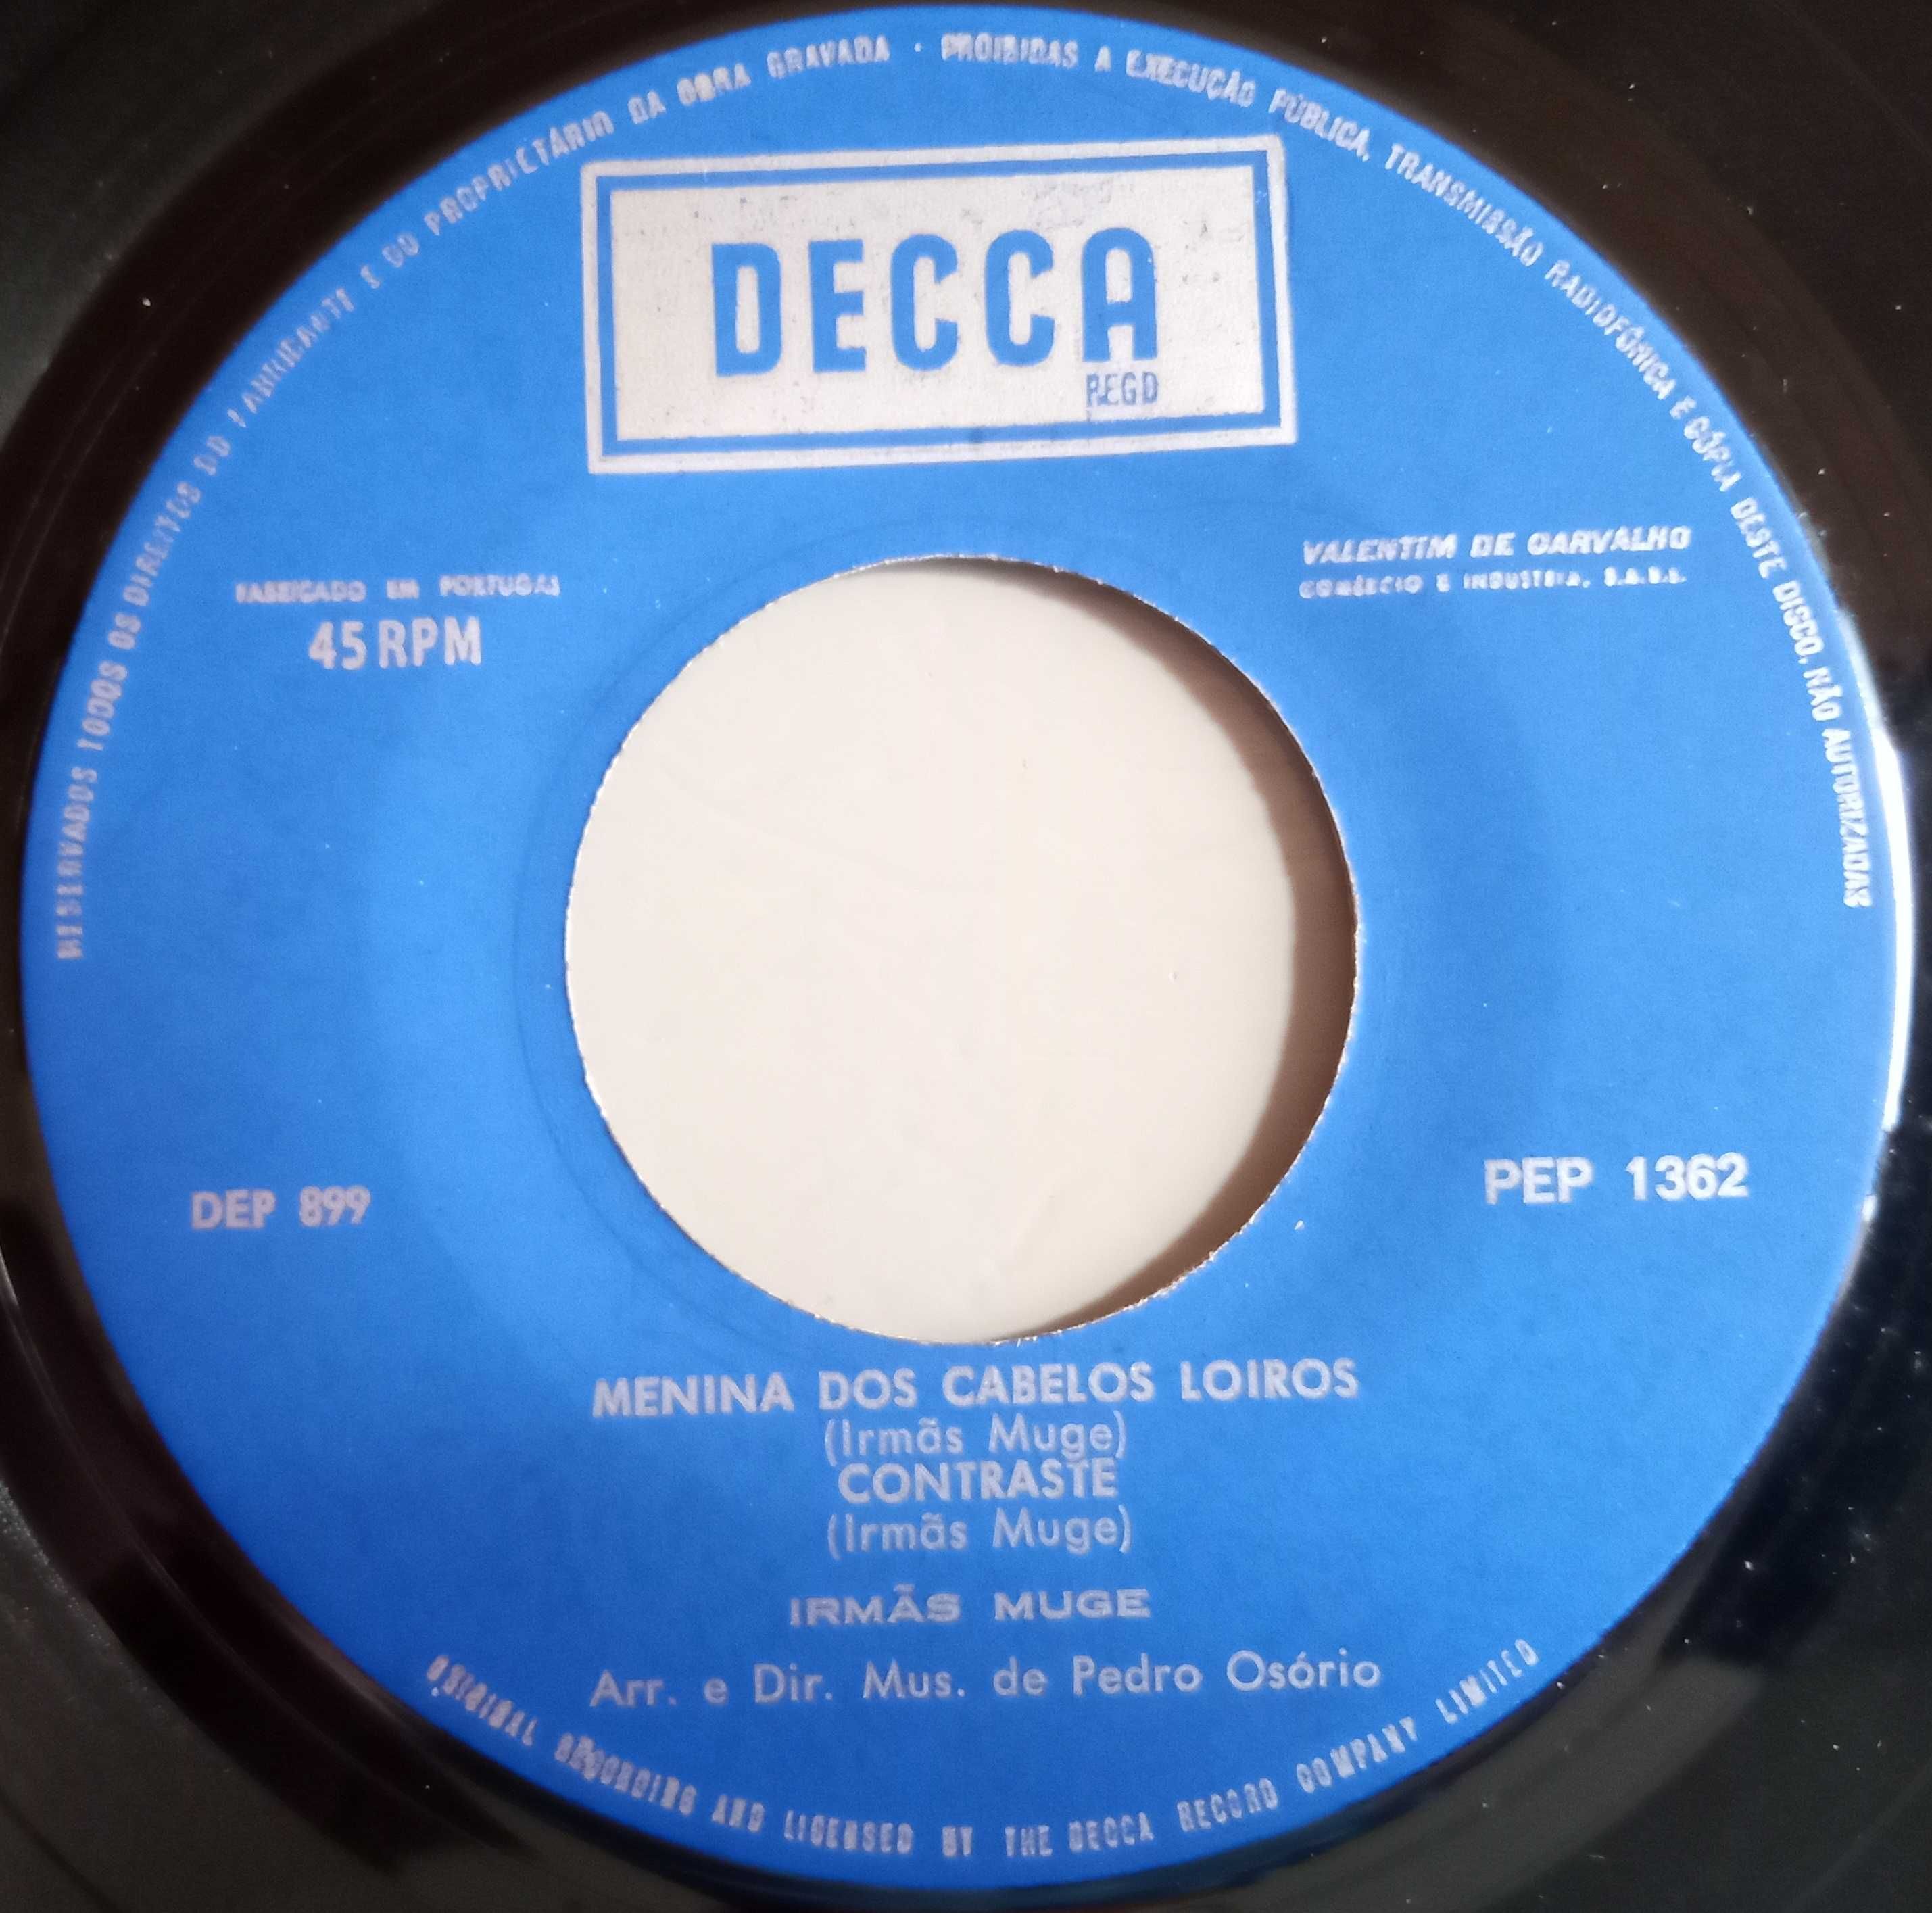 RESERVADOS TODOS OS DIREITOS DO FABRICANTE E DO PROPRIETÁRIO DA OBRA GRAVADA · PROIBIDAS A EXECUÇÃO PÚBLICA, TRANSMISSÃO RADIOFÓNICA E CÓPIA DESTE DISCO, NÃO AUTORIZADAS
DECCA
REGD
VALENTIM DE CARVALHO
COMÉRCIO E INDÚSTRIA, S.A.R.L.
FABRICADO EM PORTUGAL
45 RPM
DEP 899
PEP 1362
MENINA DOS CABELOS LOIROS
(Irmãs Muge)
CONTRASTE
(Irmãs Muge)
IRMÃS MUGE
Arr. e Dir. Mus. de Pedro Osório
ORIGINAL RECORDING AND LICENSED BY THE DECCA RECORD COMPANY LIMITED